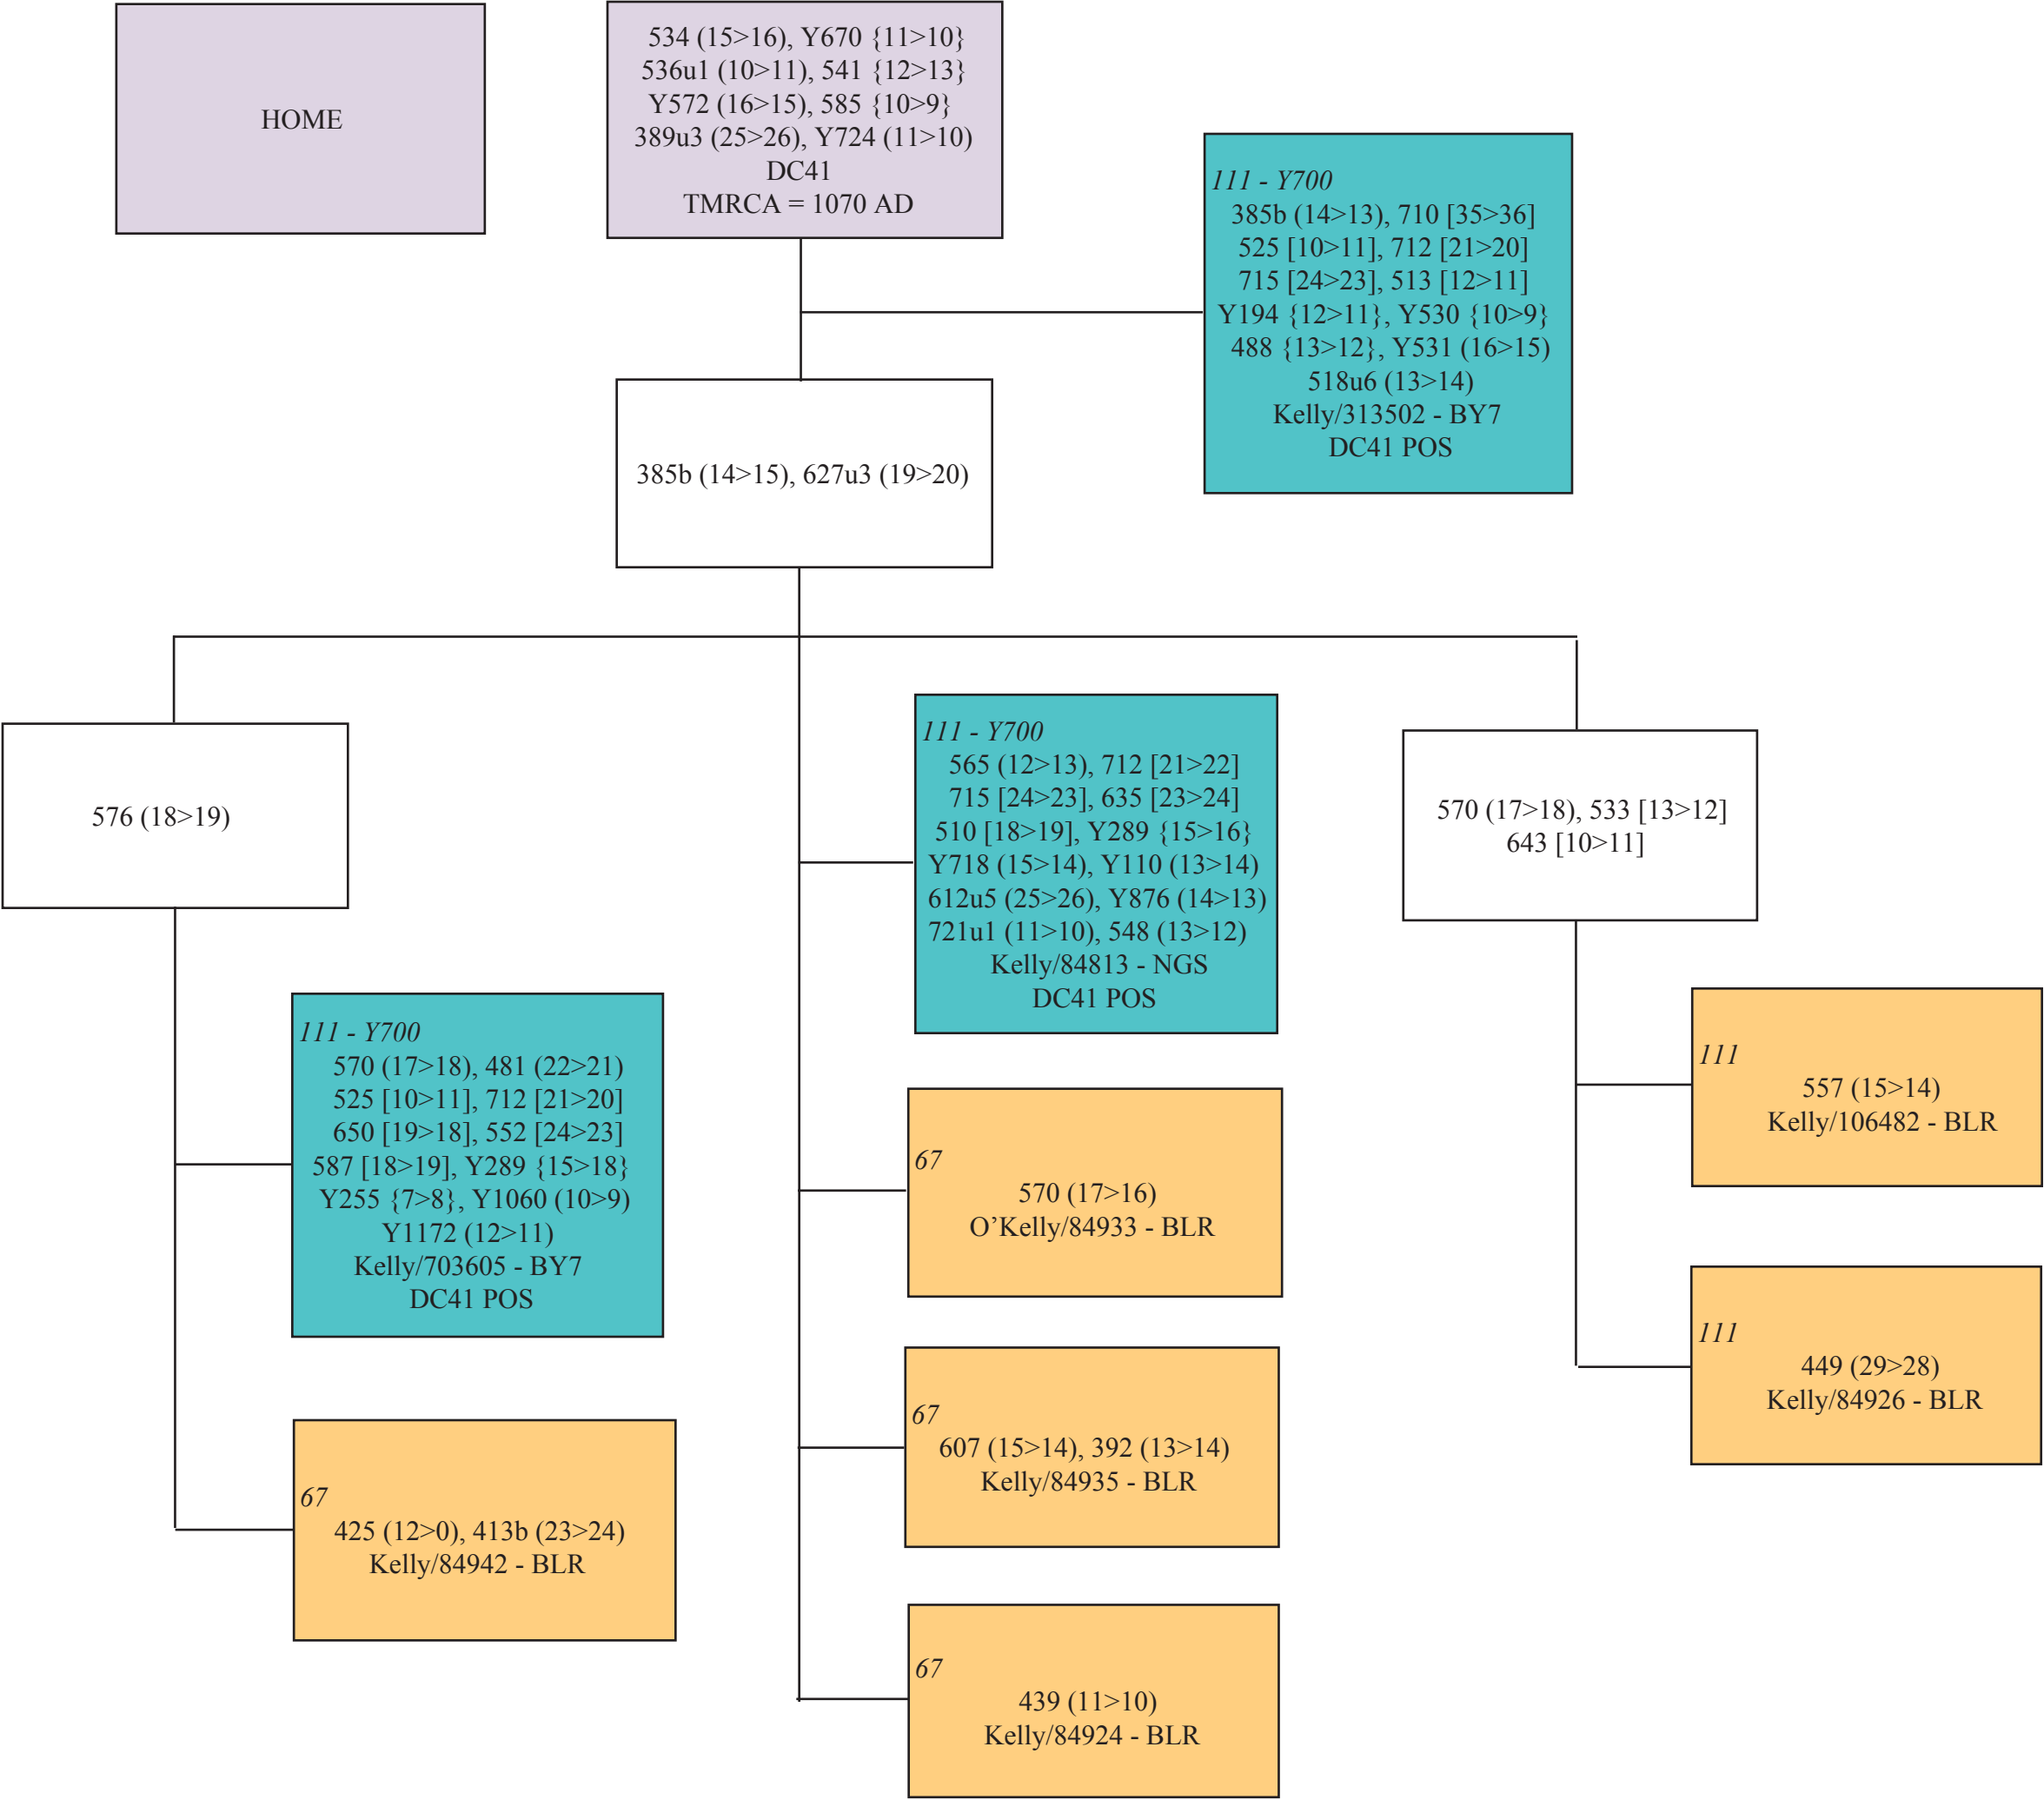 HOME
534 (15>16), Y670 {11>10}
536u1 (10>11), 541 {12>13}
Y572 (16>15), 585 {10>9}
389u3 (25>26), Y724 (11>10)
DC41
TMRCA = 1070 AD
111 - Y700
385b (14>13), 710 [35>36]
525 [10>11], 712 [21>20]
715 [24>23], 513 [12>11]
Y194 {12>11}, Y530 {10>9}
488 {13>12}, Y531 (16>15)
518u6 (13>14)
Kelly/313502 - BY7
DC41 POS
385b (14>15), 627u3 (19>20)
576 (18>19)
111 - Y700
565 (12>13), 712 [21>22]
715 [24>23], 635 [23>24]
510 [18>19], Y289 {15>16}
Y718 (15>14), Y110 (13>14)
612u5 (25>26), Y876 (14>13)
721u1 (11>10), 548 (13>12)
Kelly/84813 - NGS
DC41 POS
570 (17>18), 533 [13>12]
643 [10>11]
111 - Y700
570 (17>18), 481 (22>21)
525 [10>11], 712 [21>20]
650 [19>18], 552 [24>23]
587 [18>19], Y289 {15>18}
Y255 {7>8}, Y1060 (10>9)
Y1172 (12>11)
Kelly/703605 - BY7
DC41 POS
67
425 (12>0), 413b (23>24)
Kelly/84942 - BLR
67
570 (17>16)
O’Kelly/84933 - BLR
67
607 (15>14), 392 (13>14)
Kelly/84935 - BLR
67
439 (11>10)
Kelly/84924 - BLR
111
557 (15>14)
Kelly/106482 - BLR
111
449 (29>28)
Kelly/84926 - BLR